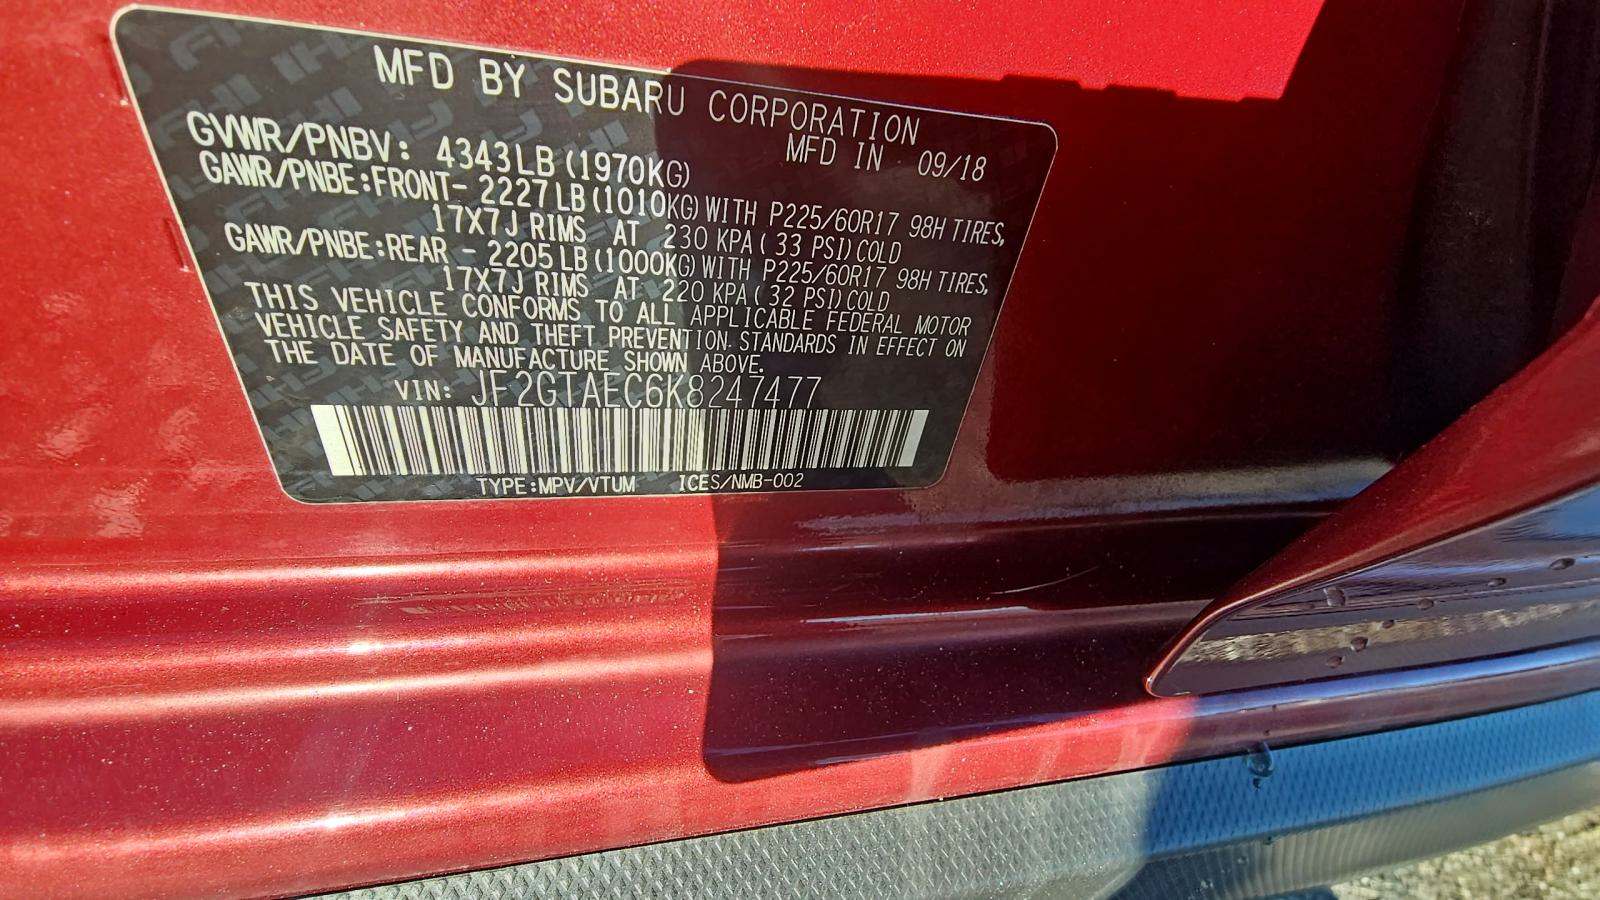 MFD BY SUBARU CORPORATION
GVWR/PNBV: 4343LB (1970KG) MFD IN 09/18
GAWR/PNBE:FRONT- 2227LB (1010KG) WITH P225/60R17 98H TIRES,
17X7J RIMS AT 230 KPA ( 33 PSI) COLD
GAWR/PNBE:REAR - 2205LB (1000KG) WITH P225/60R17 98H TIRES,
17X7J RIMS AT 220 KPA ( 32 PSI) COLD
THIS VEHICLE CONFORMS TO ALL APPLICABLE FEDERAL MOTOR
VEHICLE SAFETY AND THEFT PREVENTION STANDARDS IN EFFECT ON
THE DATE OF MANUFACTURE SHOWN ABOVE.
VIN: JF2GTAEC6K8247477
TYPE:MPV/VTUM ICES/NMB-002